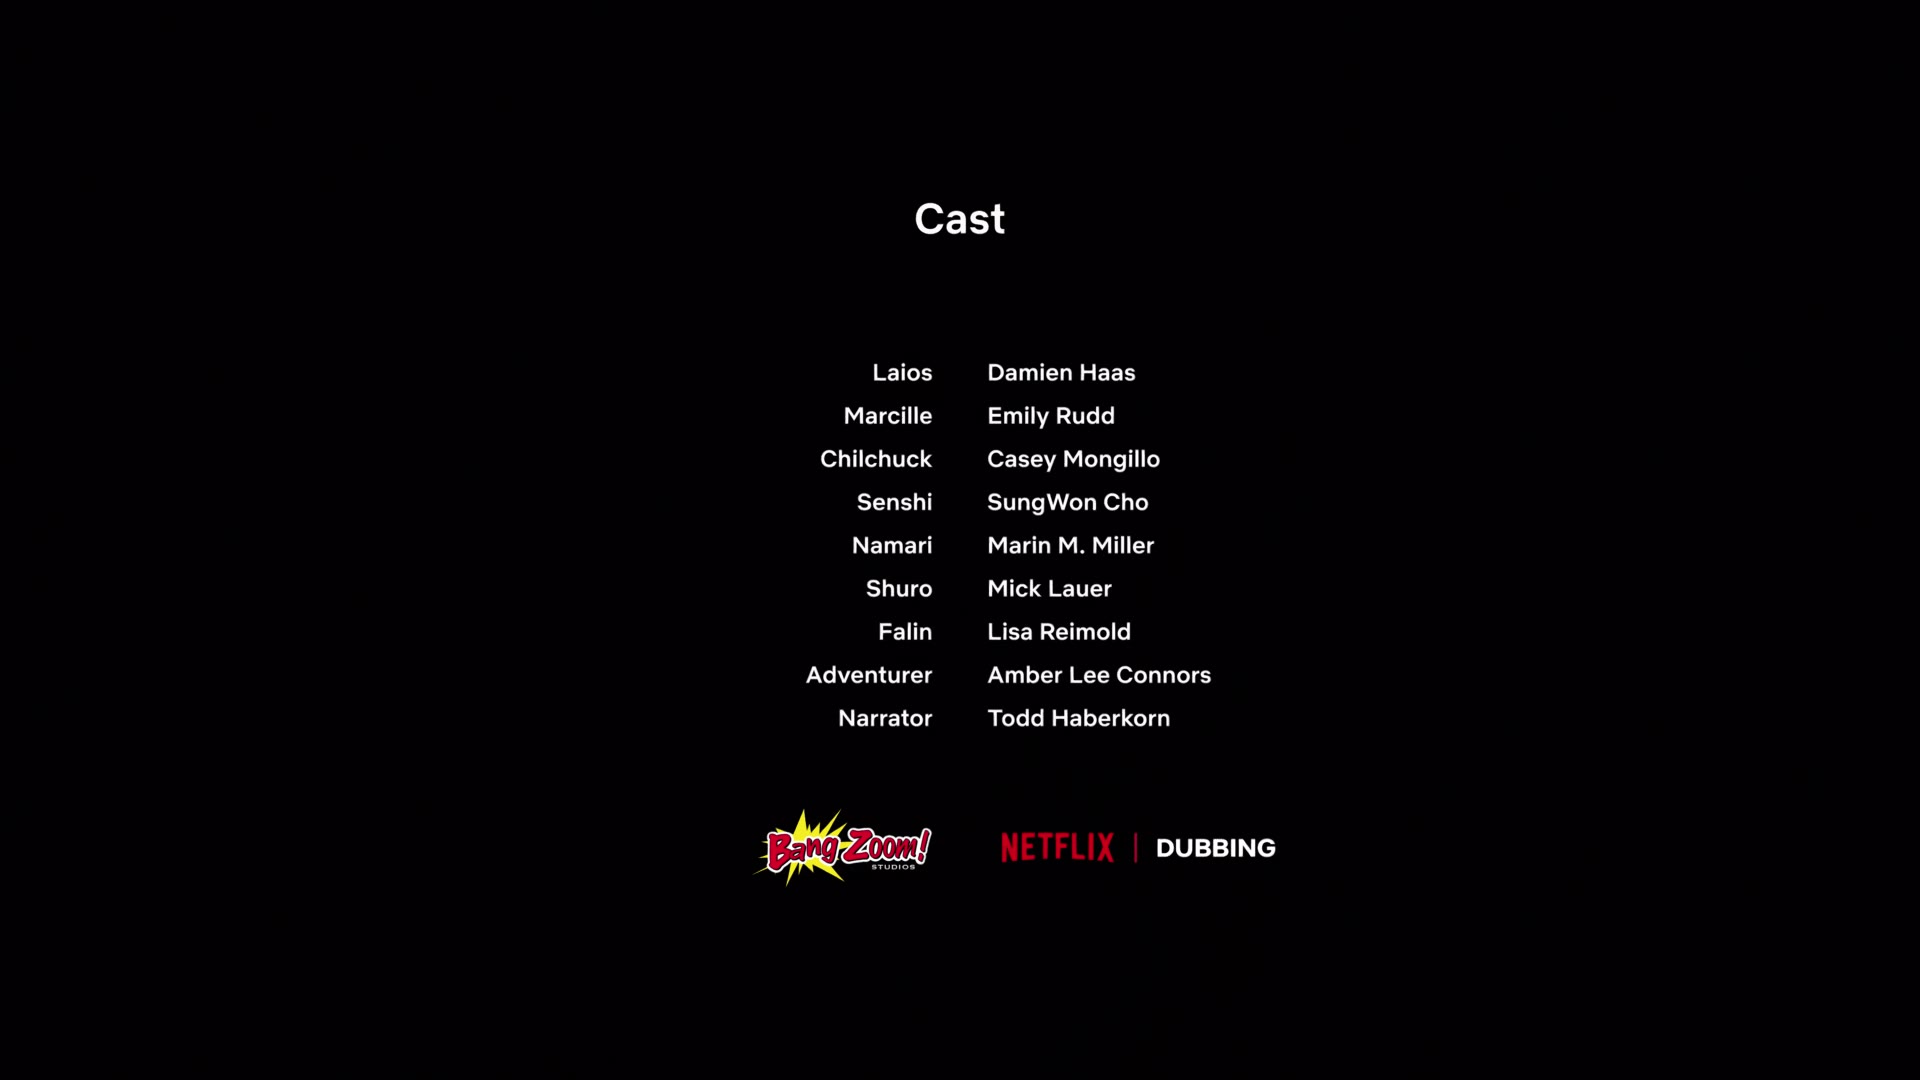 Cast
Laios Damien Haas
Marcille Emily Rudd
Chilchuck Casey Mongillo
Senshi SungWon Cho
Namari Marin M. Miller
Shuro Mick Lauer
Falin Lisa Reimold
Adventurer Amber Lee Connors
Narrator Todd Haberkorn
Bang Zoom! STUDIOS NETFLIX | DUBBING